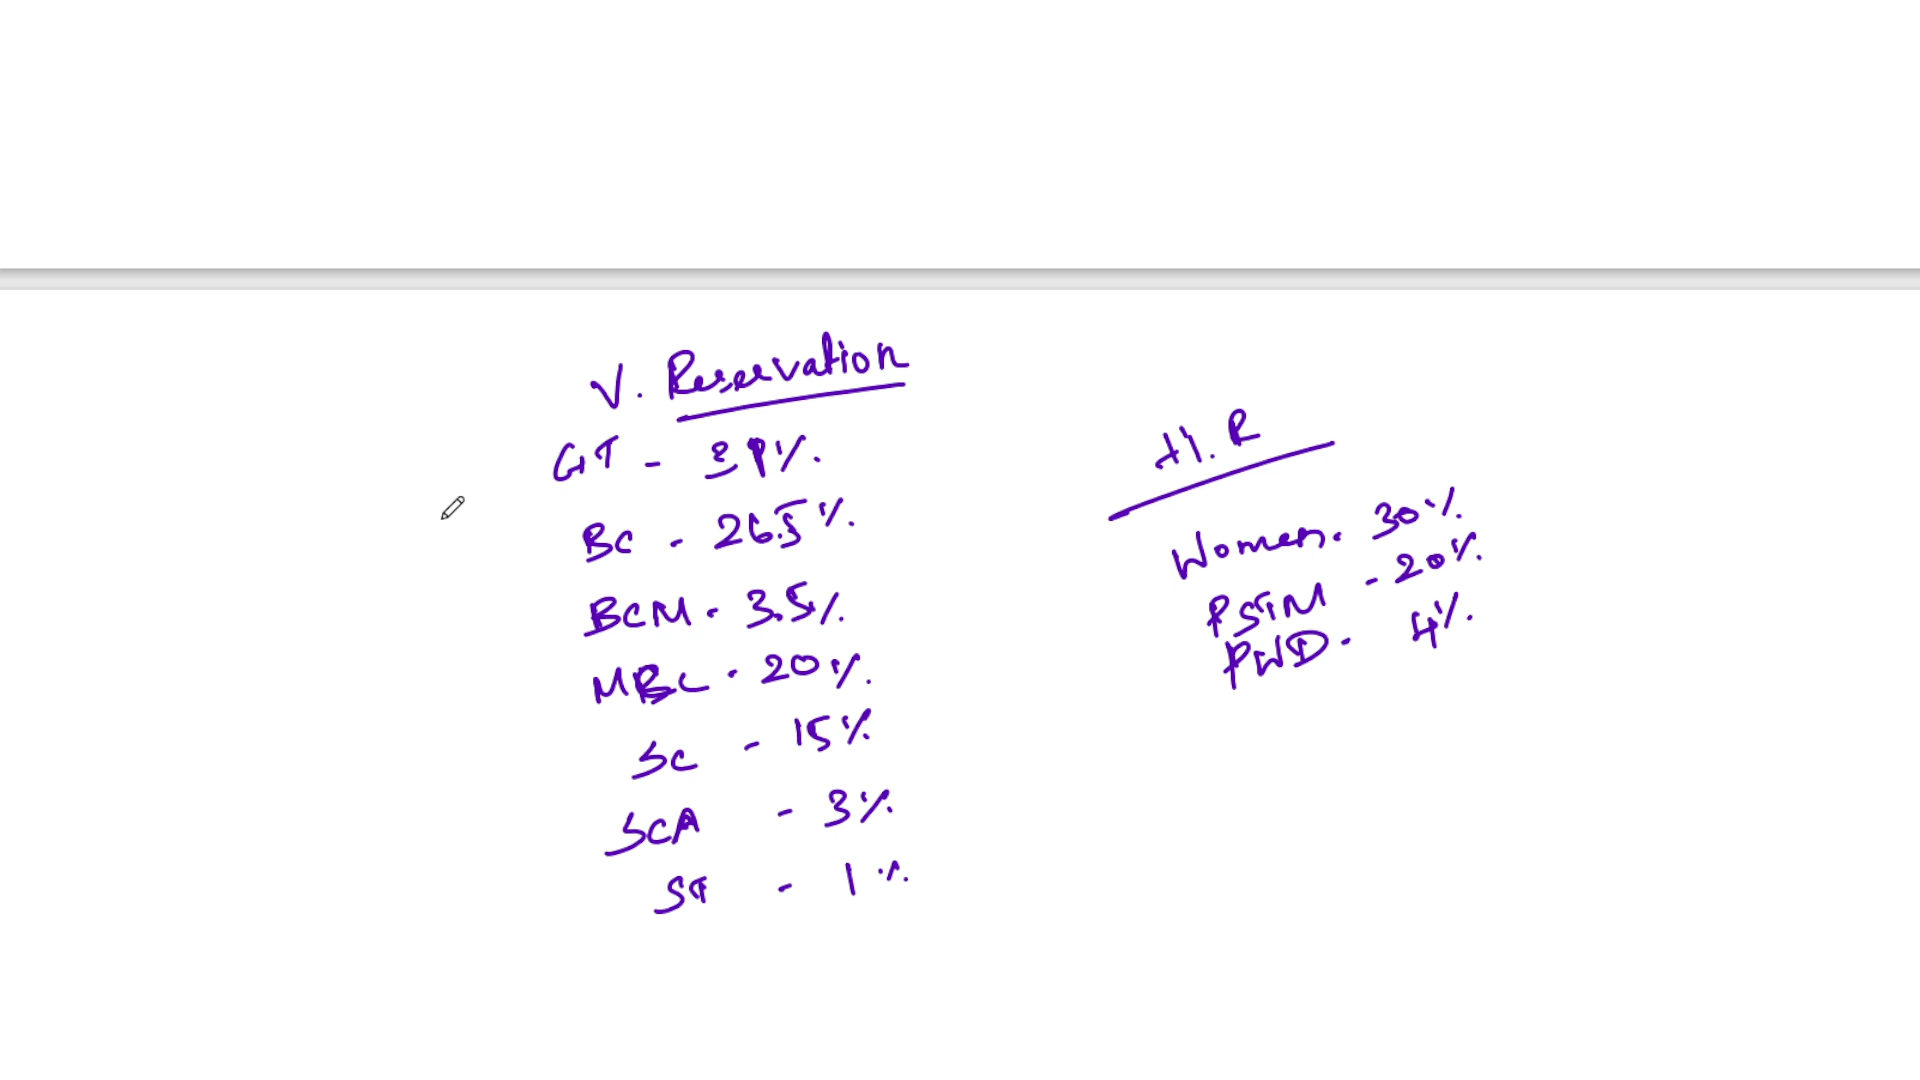 V. Reservation
GT - 31%
BC - 26.5%
BCM - 3.5%
MBC - 20%
SC - 15%
SCA - 3%
ST - 1%
H.R
Women - 30%
PSTM - 20%
PWD - 4%